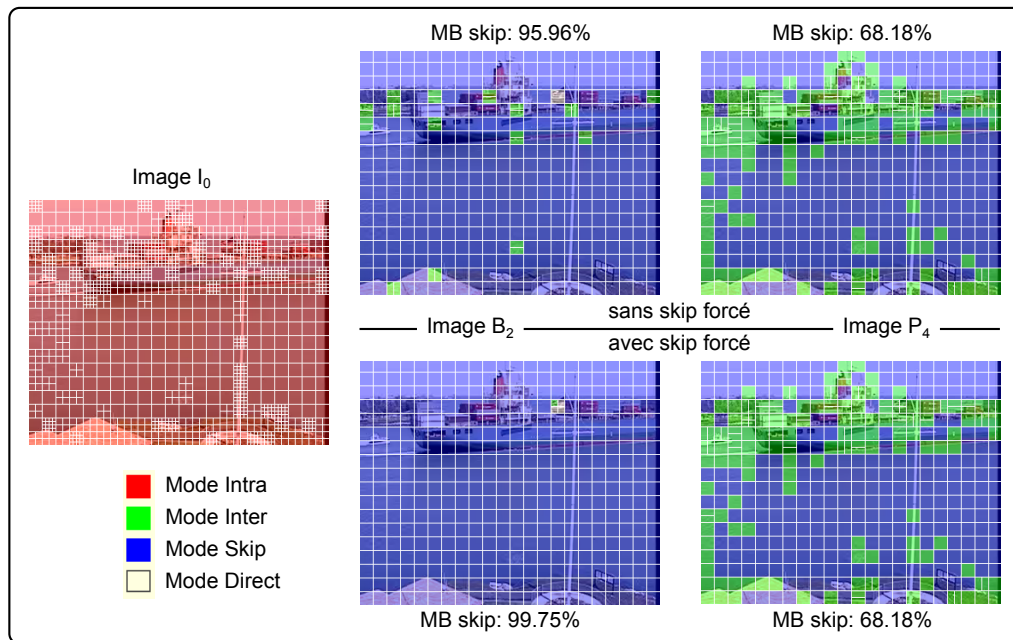 MB skip: 95.96%
MB skip: 68.18%
Image I0
sans skip forcé
Image B2
Image P4
avec skip forcé
Mode Intra
Mode Inter
Mode Skip
Mode Direct
MB skip: 99.75%
MB skip: 68.18%